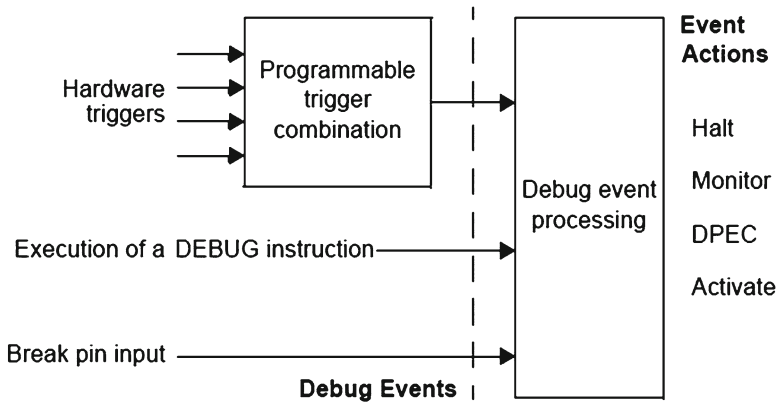 Hardware
triggers
Programmable
trigger
combination
Execution of a DEBUG instruction
Break pin input
Debug Events
Debug event
processing
Event
Actions
Halt
Monitor
DPEC
Activate